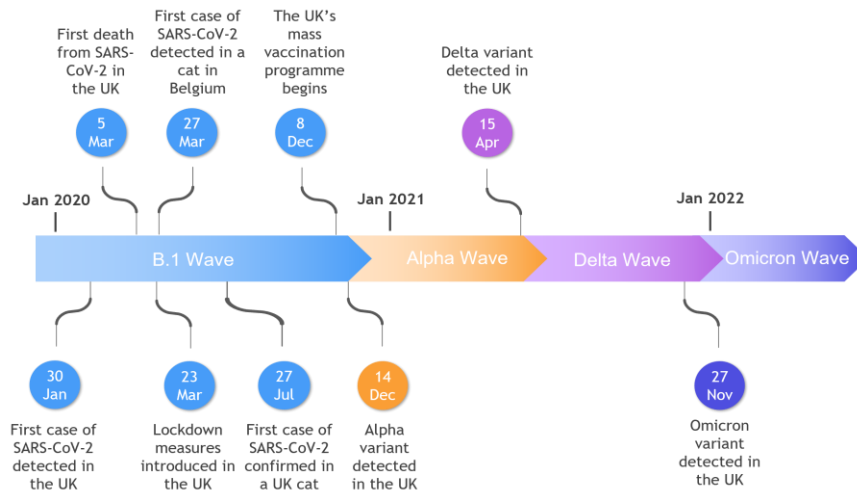 First death
from SARS-
CoV-2 in
the UK
First case of
SARS-CoV-2
detected in a
cat in
Belgium
The UK's
mass
vaccination
programme
begins
Delta variant
detected in
the UK
5
Mar
27
Mar
8
Dec
15
Apr
Jan 2020
Jan 2021
Jan 2022
B.1 Wave
Alpha Wave
Delta Wave
Omicron Wave
30
Jan
23
Mar
27
Jul
14
Dec
27
Nov
First case of
SARS-CoV-2
detected in
the UK
Lockdown
measures
introduced in
the UK
First case of
SARS-CoV-2
confirmed in
a UK cat
Alpha
variant
detected in
the UK
Omicron
variant
detected in
the UK